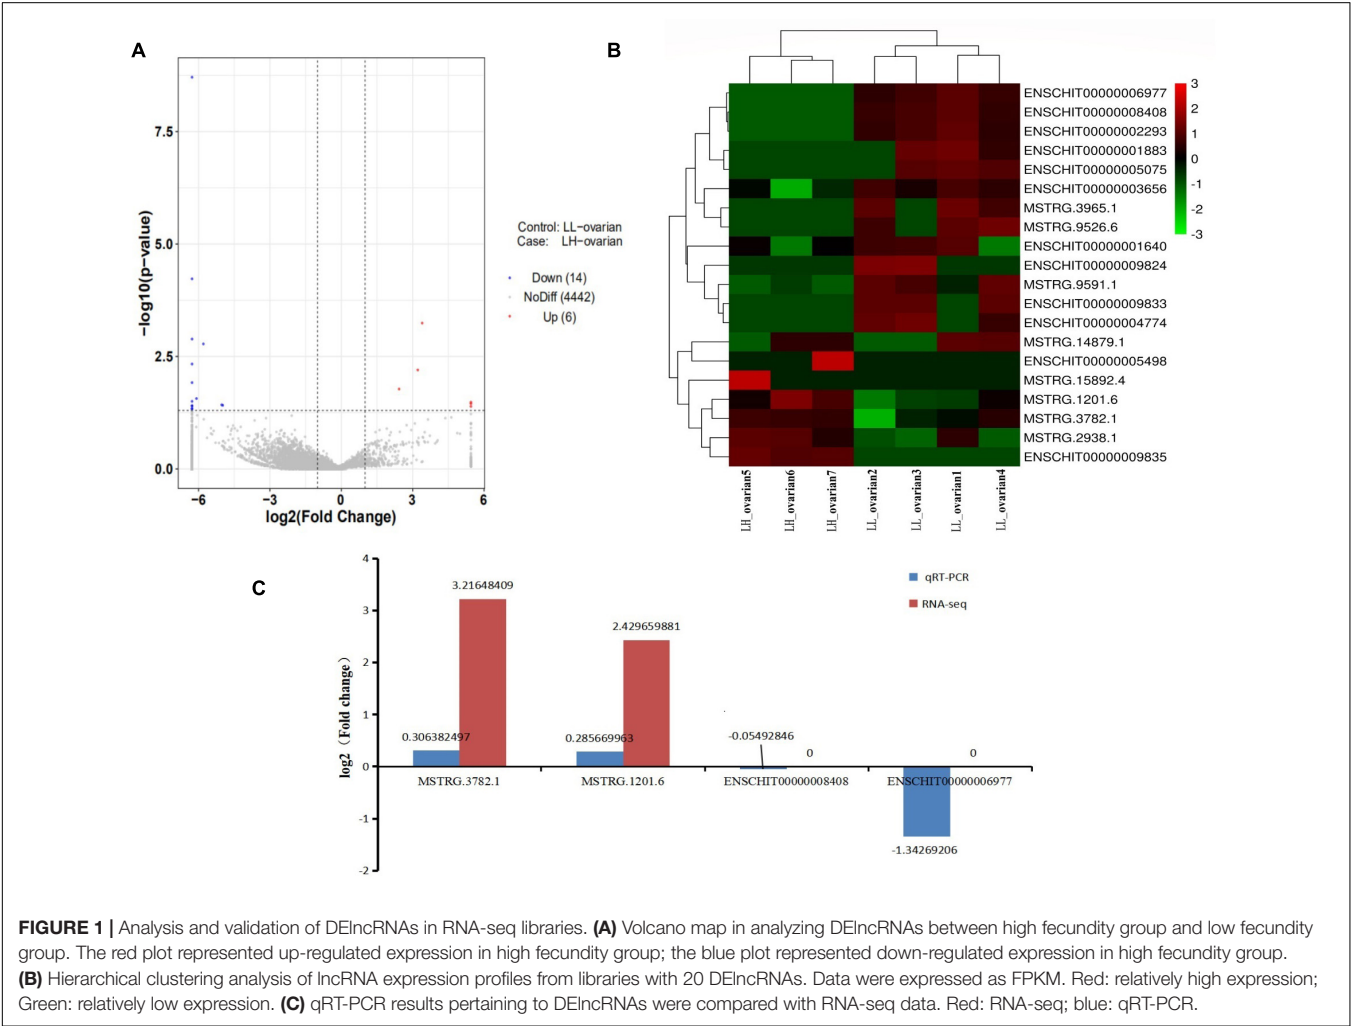 A
7.5
5.0
2.5
0.0
−log10(p−value)
−6
−3
0
3
6
log2(Fold Change)
Control: LL−ovarian
Case: LH−ovarian
Down (14)
NoDiff (4442)
Up (6)
B
ENSCHIT00000006977
ENSCHIT00000008408
ENSCHIT00000002293
ENSCHIT00000001883
ENSCHIT00000005075
ENSCHIT00000003656
MSTRG.3965.1
MSTRG.9526.6
ENSCHIT00000001640
ENSCHIT00000009824
MSTRG.9591.1
ENSCHIT00000009833
ENSCHIT00000004774
MSTRG.14879.1
ENSCHIT00000005498
MSTRG.15892.4
MSTRG.1201.6
MSTRG.3782.1
MSTRG.2938.1
ENSCHIT00000009835
3
2
1
0
-1
-2
-3
LH_ovarian5
LH_ovarian6
LH_ovarian7
LL_ovarian2
LL_ovarian3
LL_ovarian1
LL_ovarian4
C
log2（Fold change）
4
3
2
1
0
-1
-2
0.306382497
3.21648409
0.285669963
2.429659881
-0.05492846
0
-1.34269206
0
MSTRG.3782.1
MSTRG.1201.6
ENSCHIT00000008408
ENSCHIT00000006977
qRT-PCR
RNA-seq
FIGURE 1 | Analysis and validation of DElncRNAs in RNA-seq libraries. (A) Volcano map in analyzing DElncRNAs between high fecundity group and low fecundity
group. The red plot represented up-regulated expression in high fecundity group; the blue plot represented down-regulated expression in high fecundity group.
(B) Hierarchical clustering analysis of lncRNA expression profiles from libraries with 20 DElncRNAs. Data were expressed as FPKM. Red: relatively high expression;
Green: relatively low expression. (C) qRT-PCR results pertaining to DElncRNAs were compared with RNA-seq data. Red: RNA-seq; blue: qRT-PCR.